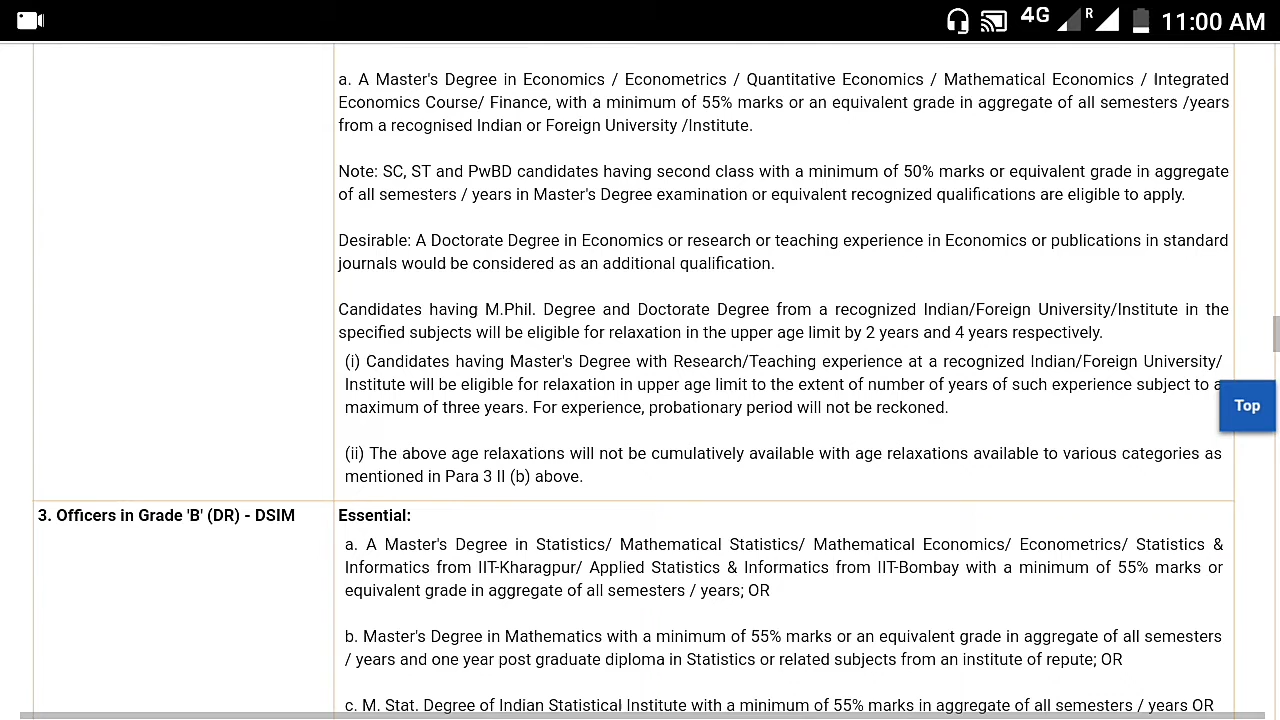 4G R 11:00 AM
a. A Master's Degree in Economics / Econometrics / Quantitative Economics / Mathematical Economics / Integrated
Economics Course/ Finance, with a minimum of 55% marks or an equivalent grade in aggregate of all semesters /years
from a recognised Indian or Foreign University /Institute.
Note: SC, ST and PwBD candidates having second class with a minimum of 50% marks or equivalent grade in aggregate
of all semesters / years in Master's Degree examination or equivalent recognized qualifications are eligible to apply.
Desirable: A Doctorate Degree in Economics or research or teaching experience in Economics or publications in standard
journals would be considered as an additional qualification.
Candidates having M.Phil. Degree and Doctorate Degree from a recognized Indian/Foreign University/Institute in the
specified subjects will be eligible for relaxation in the upper age limit by 2 years and 4 years respectively.
(i) Candidates having Master's Degree with Research/Teaching experience at a recognized Indian/Foreign University/
Institute will be eligible for relaxation in upper age limit to the extent of number of years of such experience subject to a
maximum of three years. For experience, probationary period will not be reckoned.
Top
(ii) The above age relaxations will not be cumulatively available with age relaxations available to various categories as
mentioned in Para 3 II (b) above.
3. Officers in Grade 'B' (DR) - DSIM
Essential:
a. A Master's Degree in Statistics/ Mathematical Statistics/ Mathematical Economics/ Econometrics/ Statistics &
Informatics from IIT-Kharagpur/ Applied Statistics & Informatics from IIT-Bombay with a minimum of 55% marks or
equivalent grade in aggregate of all semesters / years; OR
b. Master's Degree in Mathematics with a minimum of 55% marks or an equivalent grade in aggregate of all semesters
/ years and one year post graduate diploma in Statistics or related subjects from an institute of repute; OR
c. M. Stat. Degree of Indian Statistical Institute with a minimum of 55% marks in aggregate of all semesters / years OR